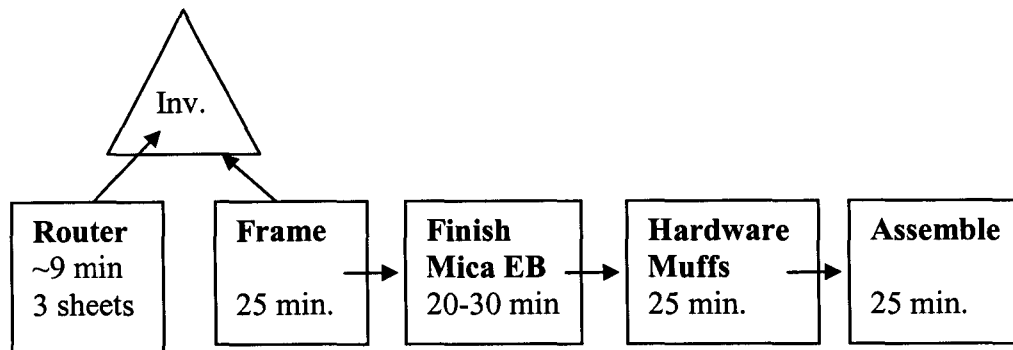 Inv.
Router
~9 min
3 sheets
Frame
25 min.
Finish
Mica EB
20-30 min
Hardware
Muffs
25 min.
Assemble
25 min.